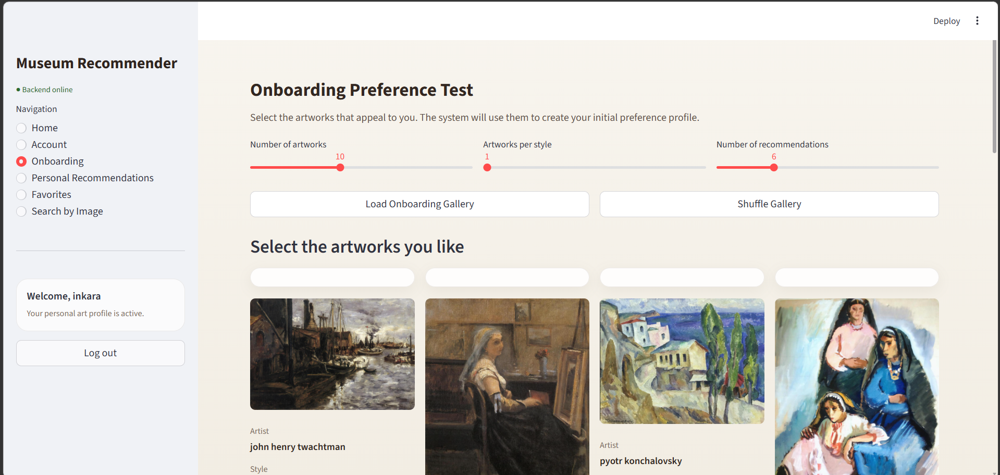 Deploy
Museum Recommender
Backend online
Navigation
Home
Account
Onboarding
Personal Recommendations
Favorites
Search by Image
Welcome, inkara
Your personal art profile is active.
Log out
Onboarding Preference Test
Select the artworks that appeal to you. The system will use them to create your initial preference profile.
Number of artworks
10
Artworks per style
1
Number of recommendations
6
Load Onboarding Gallery
Shuffle Gallery
Select the artworks you like
Artist
john henry twachtman
Style
Artist
pyotr konchalovsky